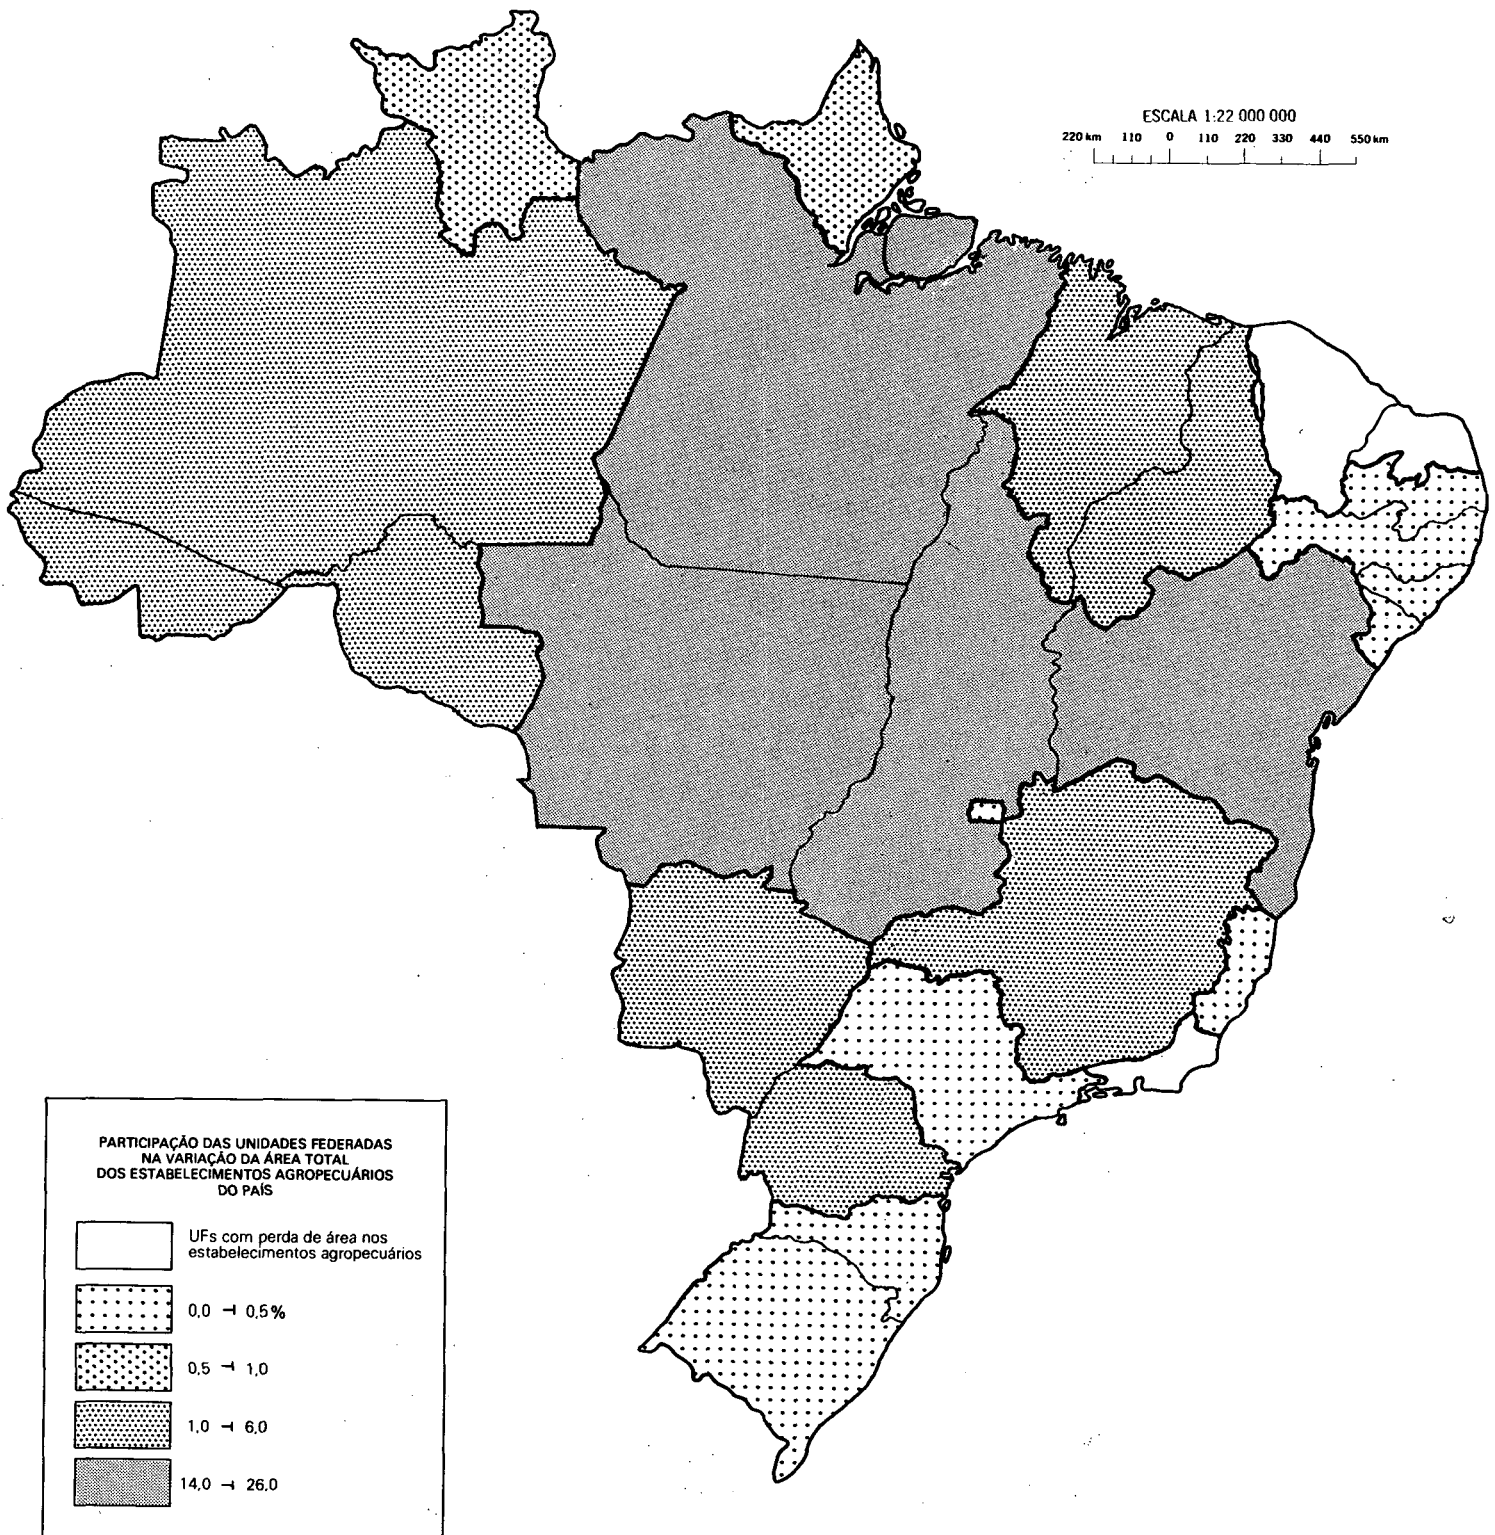 ESCALA 1:22 000 000
220 km 110 0 110 220 330 440 550 km
PARTICIPAÇÃO DAS UNIDADES FEDERADAS
NA VARIAÇÃO DA ÁREA TOTAL
DOS ESTABELECIMENTOS AGROPECUÁRIOS
DO PAÍS
UFs com perda de área nos
estabelecimentos agropecuários
0,0 ⊣ 0,5%
0,5 ⊣ 1,0
1,0 ⊣ 6,0
14,0 ⊣ 26,0